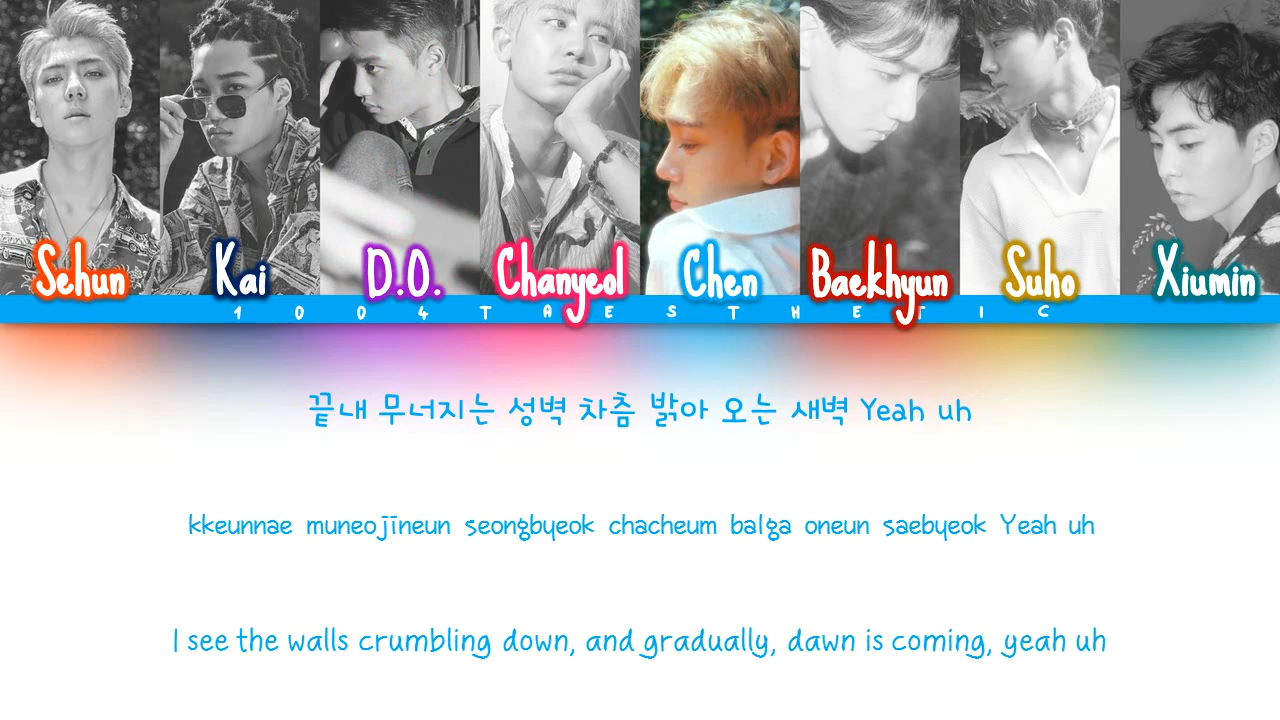 Sehun Kai D.O. Chanyeol Chen Baekhyun Suho Xiumin
1004TAESTHETIC
끝내 무너지는 성벽 차츰 밝아 오는 새벽 Yeah uh
kkeunnae muneojineun seongbyeok chacheum balga oneun saebyeok Yeah uh
I see the walls crumbling down, and gradually, dawn is coming, yeah uh